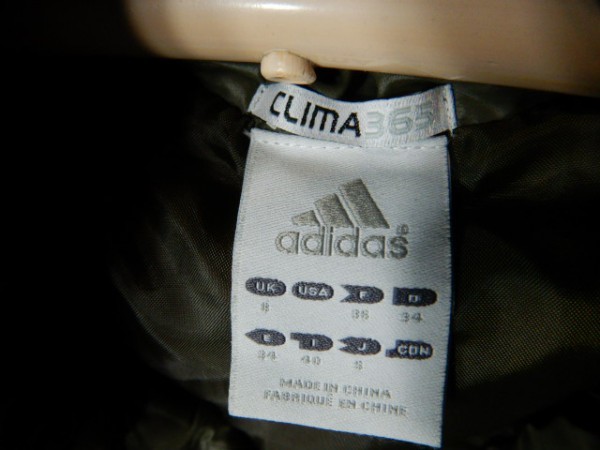 CLIMA365
adidas®
UK USA F D
8 36 34
E I J CDN
34 40 S
MADE IN CHINA
FABRIQUÉ EN CHINE